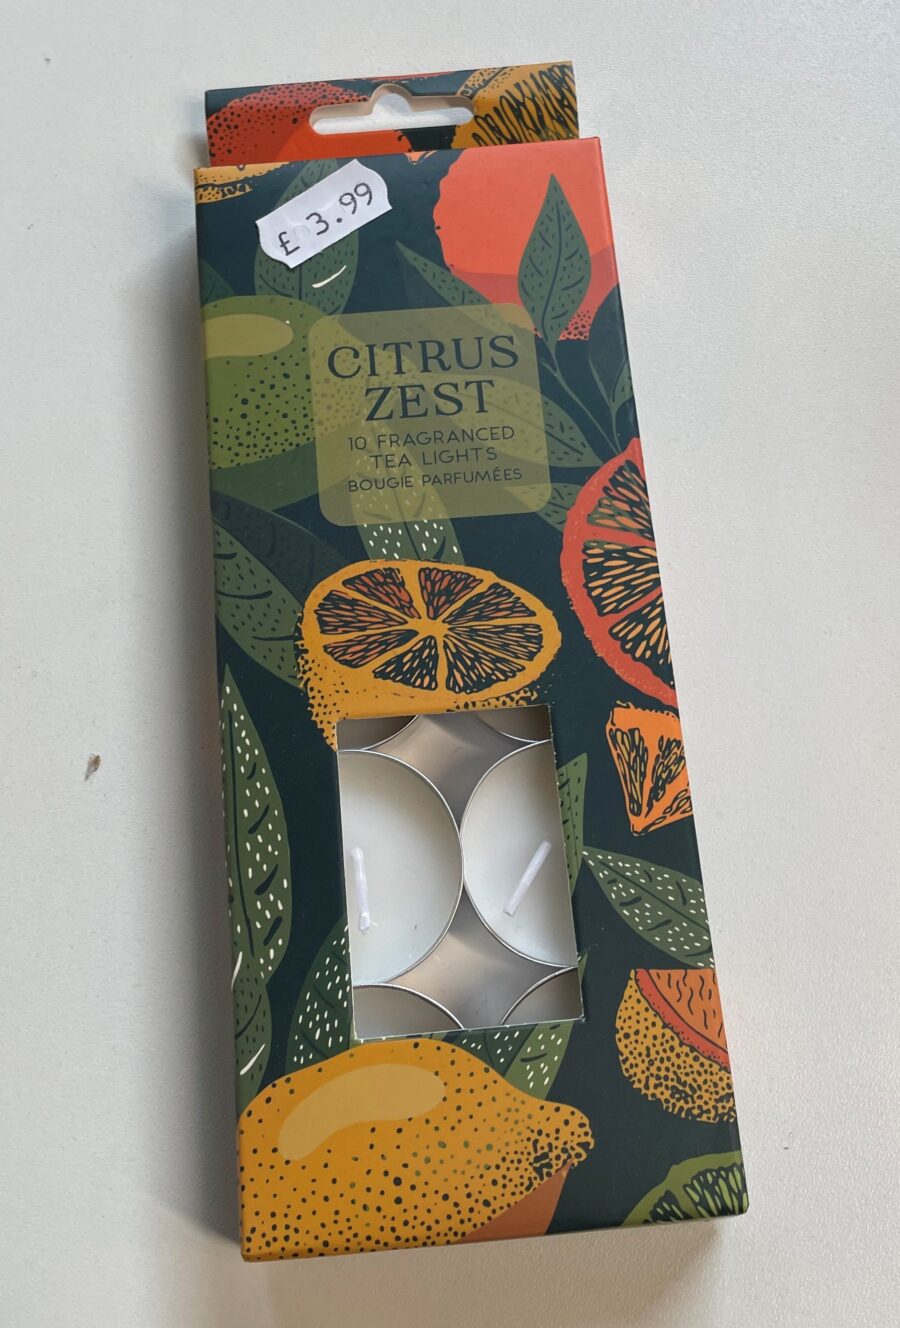 £ 3.99
CITRUS
ZEST
10 FRAGRANCED
TEA LIGHTS
BOUGIE PARFUMÉES